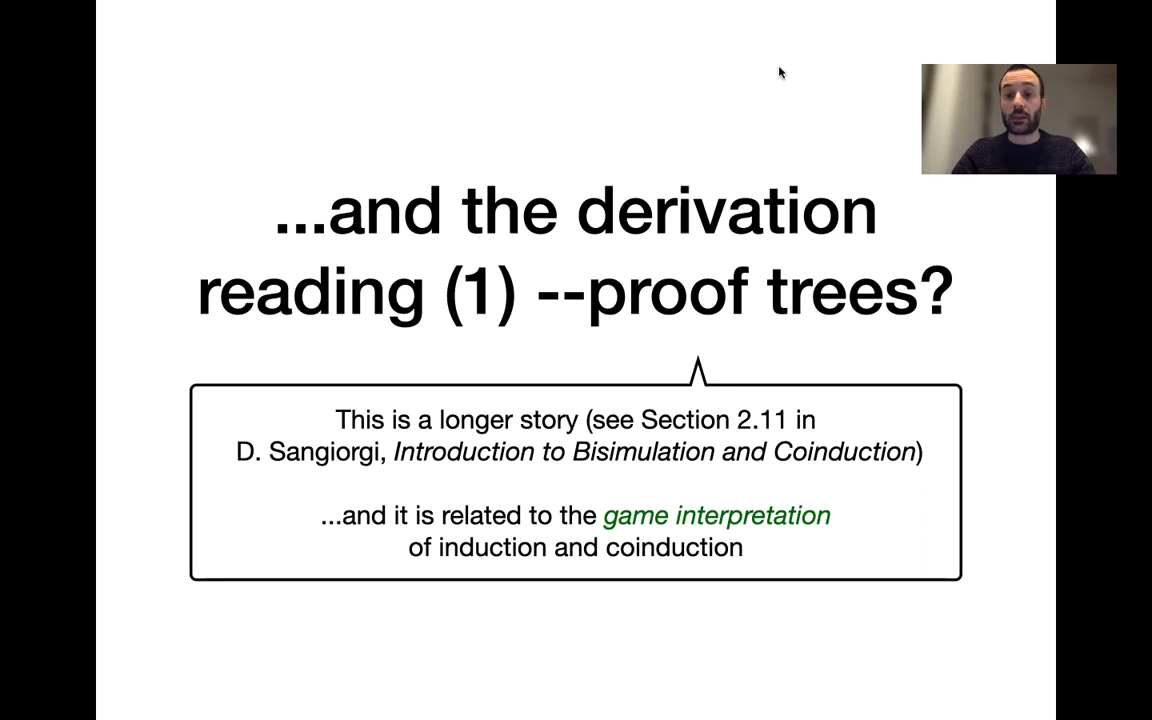 ...and the derivation
reading (1) --proof trees?
This is a longer story (see Section 2.11 in
D. Sangiorgi, Introduction to Bisimulation and Coinduction)
...and it is related to the game interpretation
of induction and coinduction